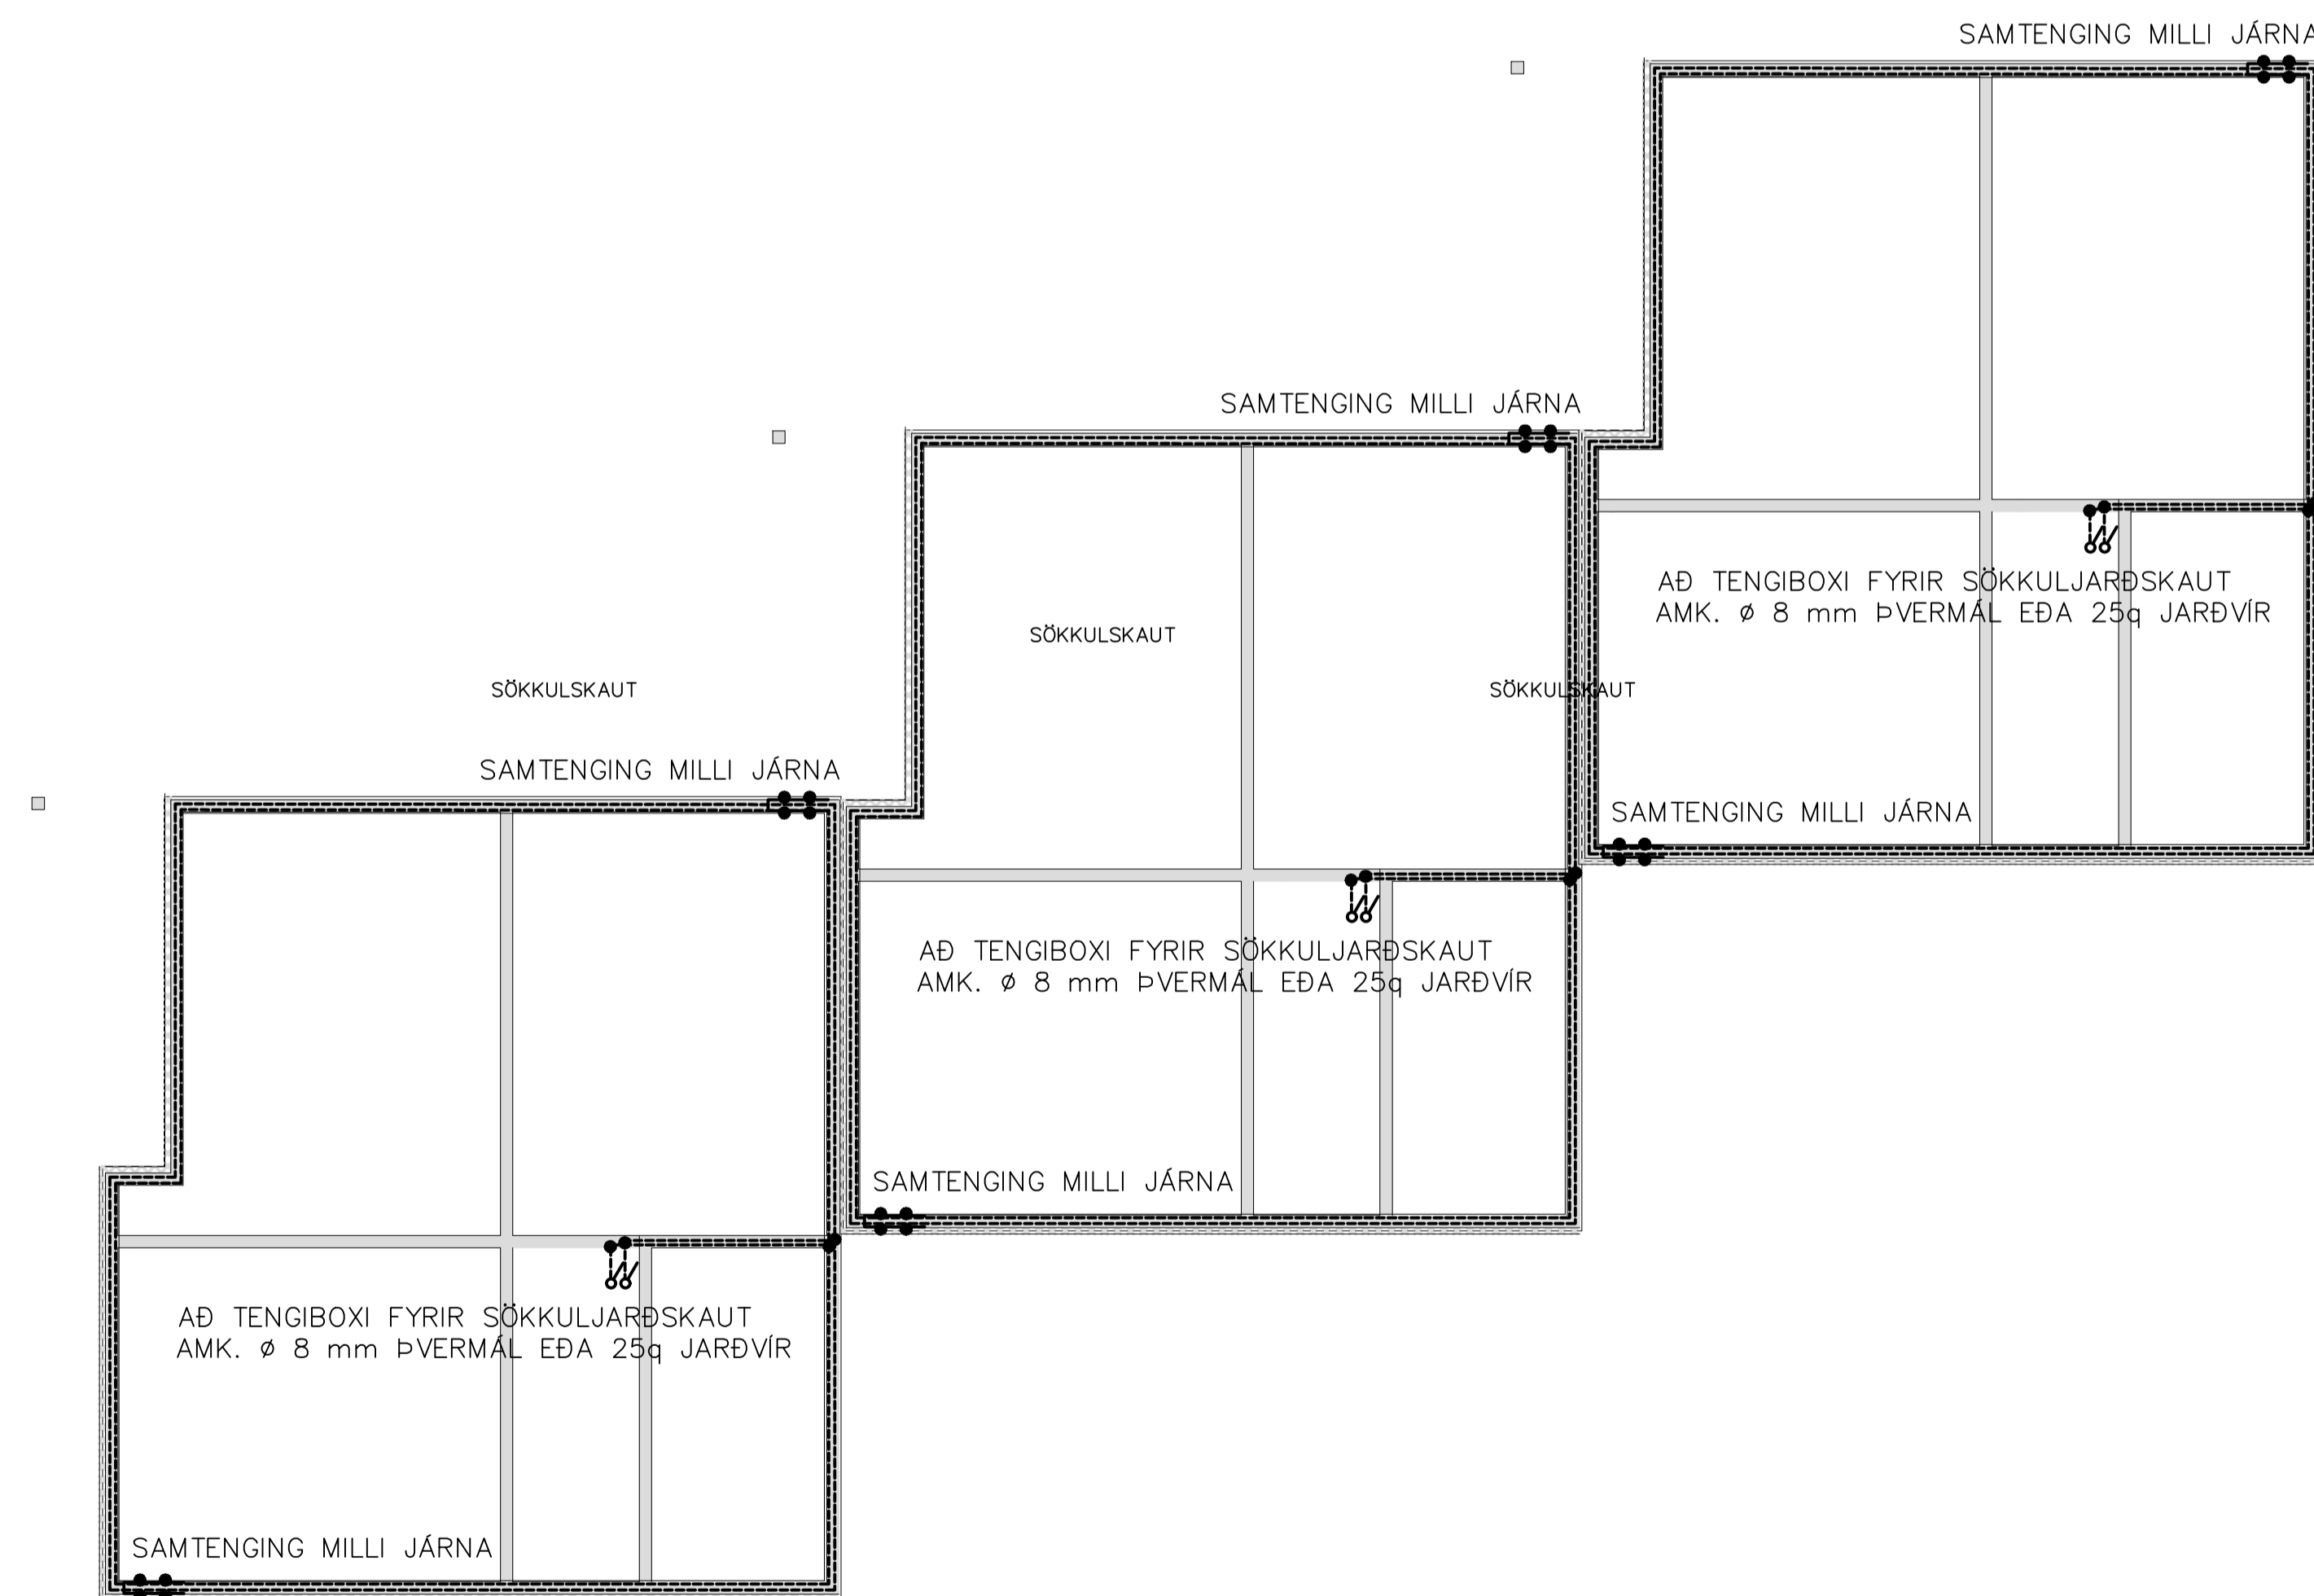 SAMTENGING MILLI JÁRNA
SAMTENGING MILLI JÁRNA
AÐ TENGIBOXI FYRIR SÖKKULJARÐSKAUT
AMK. ø 8 mm ÞVERMÁL EÐA 25q JARÐVÍR
SÖKKULSKAUT
SÖKKULSKAUT
SÖKKULSKAUT
SAMTENGING MILLI JÁRNA
SAMTENGING MILLI JÁRNA
AÐ TENGIBOXI FYRIR SÖKKULJARÐSKAUT
AMK. ø 8 mm ÞVERMÁL EÐA 25q JARÐVÍR
SAMTENGING MILLI JÁRNA
AÐ TENGIBOXI FYRIR SÖKKULJARÐSKAUT
AMK. ø 8 mm ÞVERMÁL EÐA 25q JARÐVÍR
SAMTENGING MILLI JÁRNA